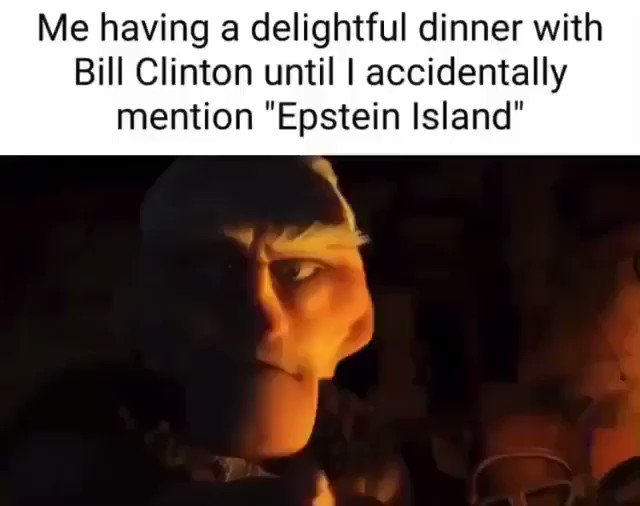 Me having a delightful dinner with
Bill Clinton until I accidentally
mention "Epstein Island"